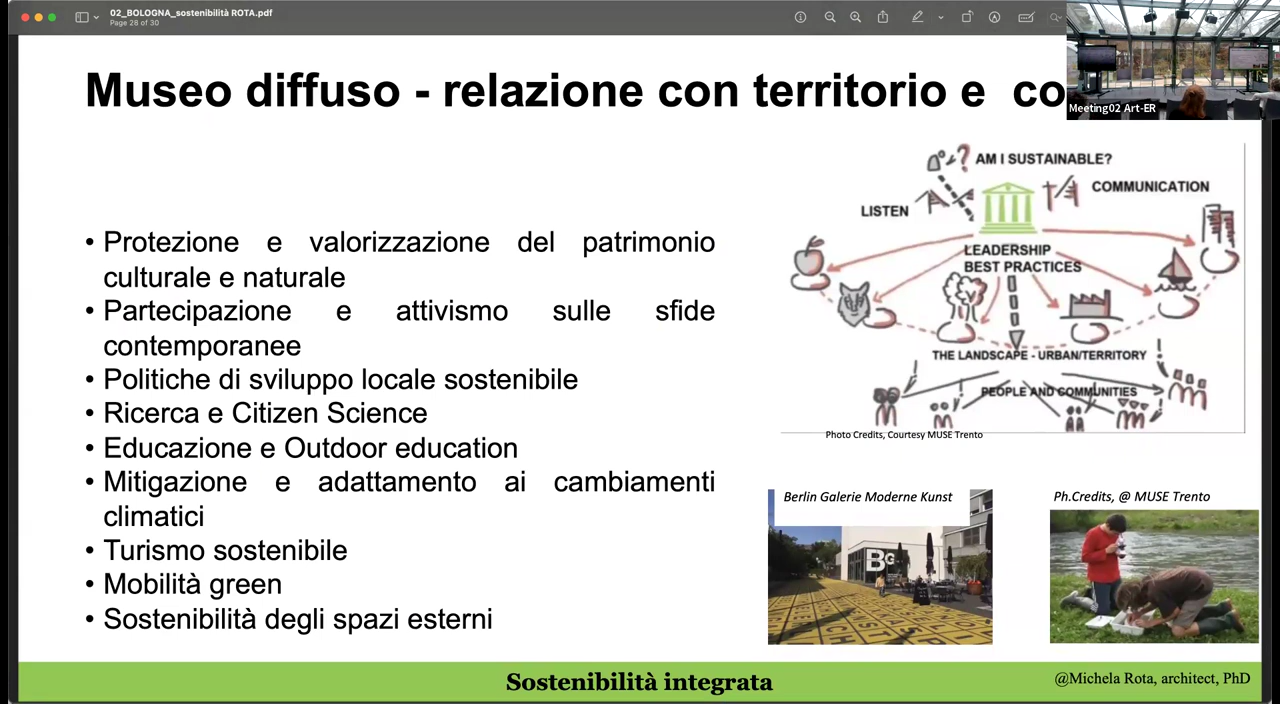 02_BOLOGNA_sostenibilità ROTA.pdf
Page 28 of 30
Meeting02 Art-ER
Museo diffuso - relazione con territorio e co
• Protezione e valorizzazione del patrimonio
culturale e naturale
• Partecipazione e attivismo sulle sfide
contemporanee
• Politiche di sviluppo locale sostenibile
• Ricerca e Citizen Science
• Educazione e Outdoor education
• Mitigazione e adattamento ai cambiamenti
climatici
• Turismo sostenibile
• Mobilità green
• Sostenibilità degli spazi esterni
AM I SUSTAINABLE?
COMMUNICATION
LISTEN
LEADERSHIP
BEST PRACTICES
THE LANDSCAPE - URBAN/TERRITORY
PEOPLE AND COMMUNITIES
Photo Credits, Courtesy MUSE Trento
Berlin Galerie Moderne Kunst
Ph.Credits, @ MUSE Trento
Sostenibilità integrata
@Michela Rota, architect, PhD